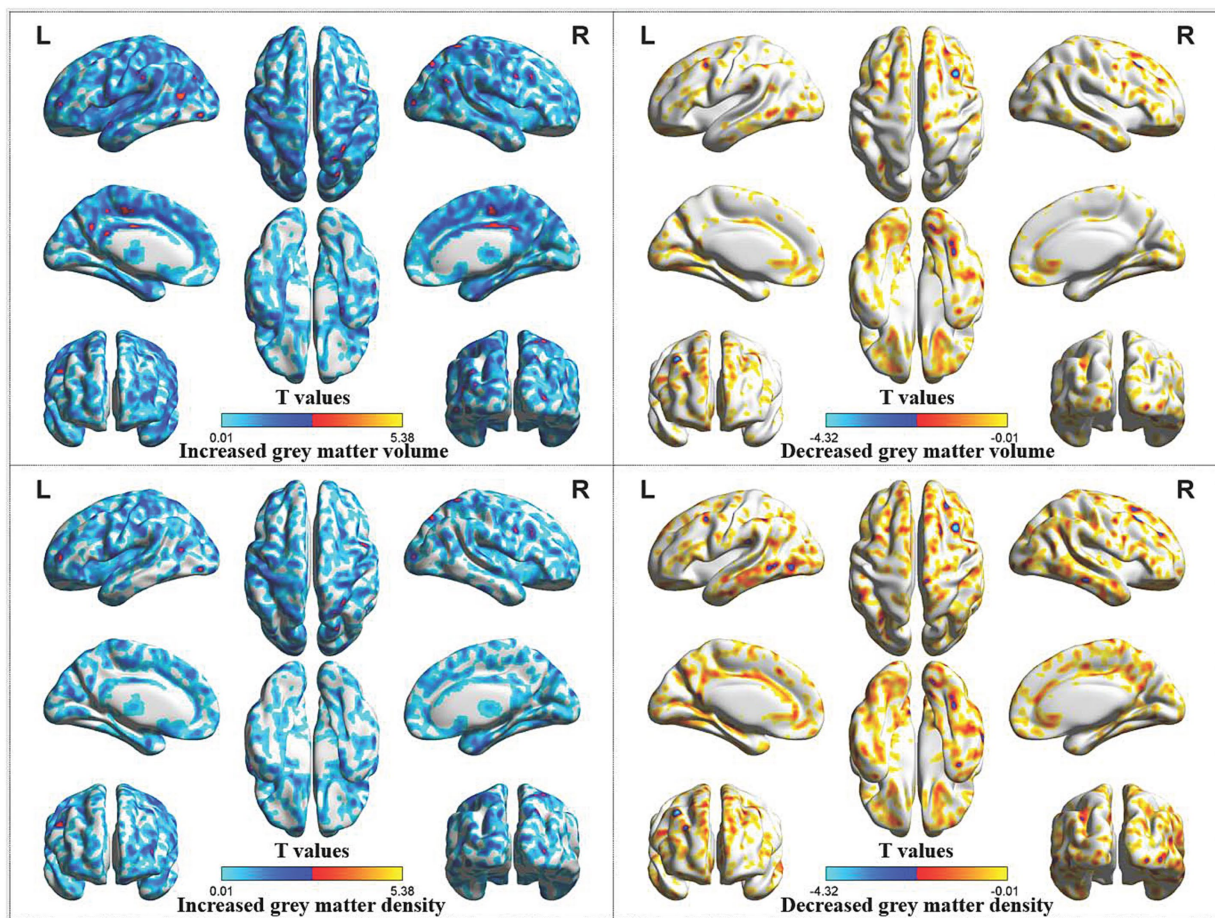 L R
T values
0.01 5.38
Increased grey matter volume
L R
T values
-4.32 -0.01
Decreased grey matter volume
L R
T values
0.01 5.38
Increased grey matter density
L R
T values
-4.32 -0.01
Decreased grey matter density